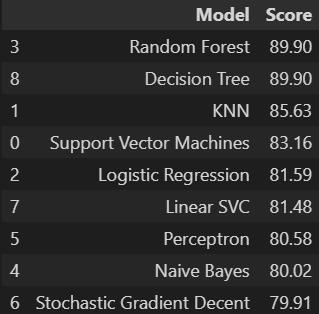 Model Score
3 Random Forest 89.90
8 Decision Tree 89.90
1 KNN 85.63
0 Support Vector Machines 83.16
2 Logistic Regression 81.59
7 Linear SVC 81.48
5 Perceptron 80.58
4 Naive Bayes 80.02
6 Stochastic Gradient Decent 79.91